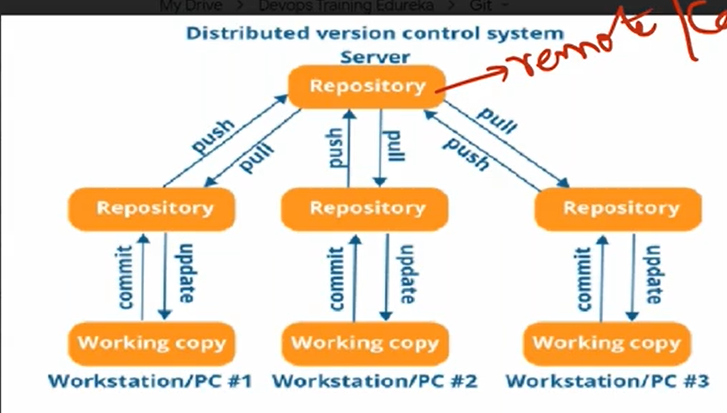 My Drive > Devops Training Edureka > Git
Distributed version control system
Server
Repository
remote
push
pull
push
pull
push
pull
Repository
Repository
Repository
commit
update
commit
update
commit
update
Working copy
Working copy
Working copy
Workstation/PC #1
Workstation/PC #2
Workstation/PC #3